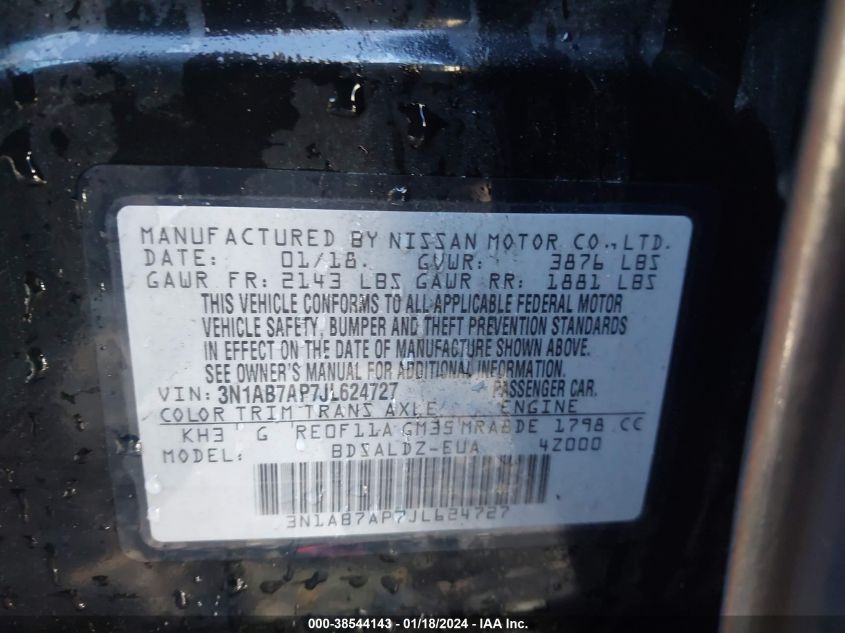 MANUFACTURED BY NISSAN MOTOR CO., LTD.
DATE: 01/18. GVWR: 3876 LBS
GAWR FR: 2143 LBS GAWR RR: 1881 LBS
THIS VEHICLE CONFORMS TO ALL APPLICABLE FEDERAL MOTOR
VEHICLE SAFETY, BUMPER AND THEFT PREVENTION STANDARDS
IN EFFECT ON THE DATE OF MANUFACTURE SHOWN ABOVE.
SEE OWNER'S MANUAL FOR ADDITIONAL INFORMATION.
VIN: 3N1AB7AP7JL624727 PASSENGER CAR.
COLOR TRIM TRANS AXLE ENGINE
KH3 G RE0F11A GM35 MRA8DE 1798 CC
MODEL: BDSALDZ-EUA 4Z000
3N1AB7AP7JL624727
000-38544143 - 01/18/2024 - IAA Inc.